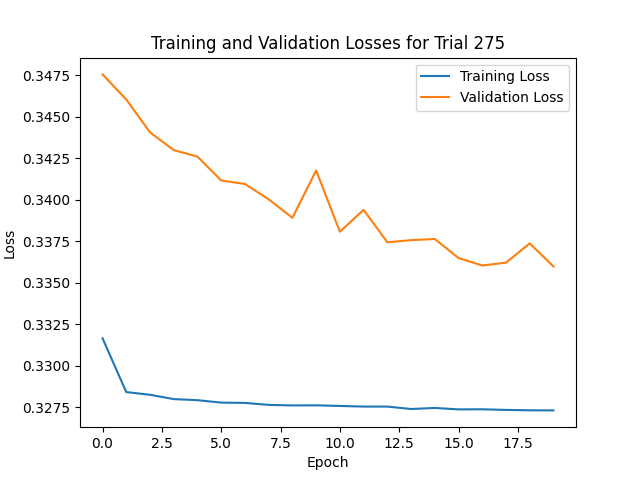 Training and Validation Losses for Trial 275
Training Loss
Validation Loss
0.3475
0.3450
0.3425
0.3400
0.3375
0.3350
0.3325
0.3300
0.3275
Loss
0.0 2.5 5.0 7.5 10.0 12.5 15.0 17.5
Epoch